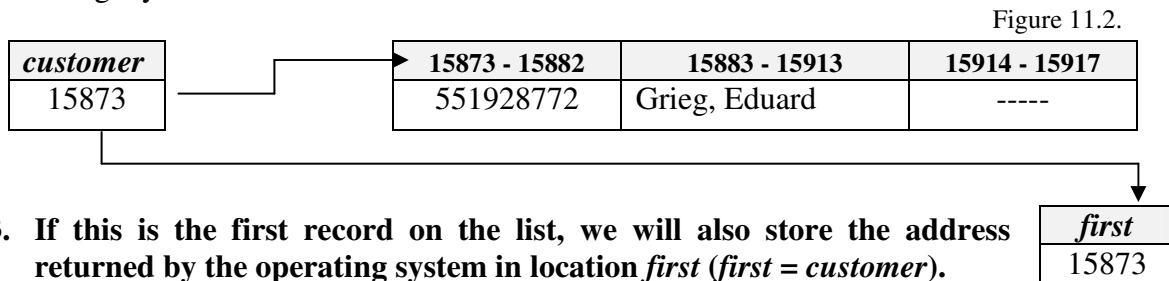 Figure 11.2.
customer 15873 - 15882 15883 - 15913 15914 - 15917
15873 551928772 Grieg, Eduard -----
If this is the first record on the list, we will also store the address first
returned by the operating system in location first (first = customer). 15873